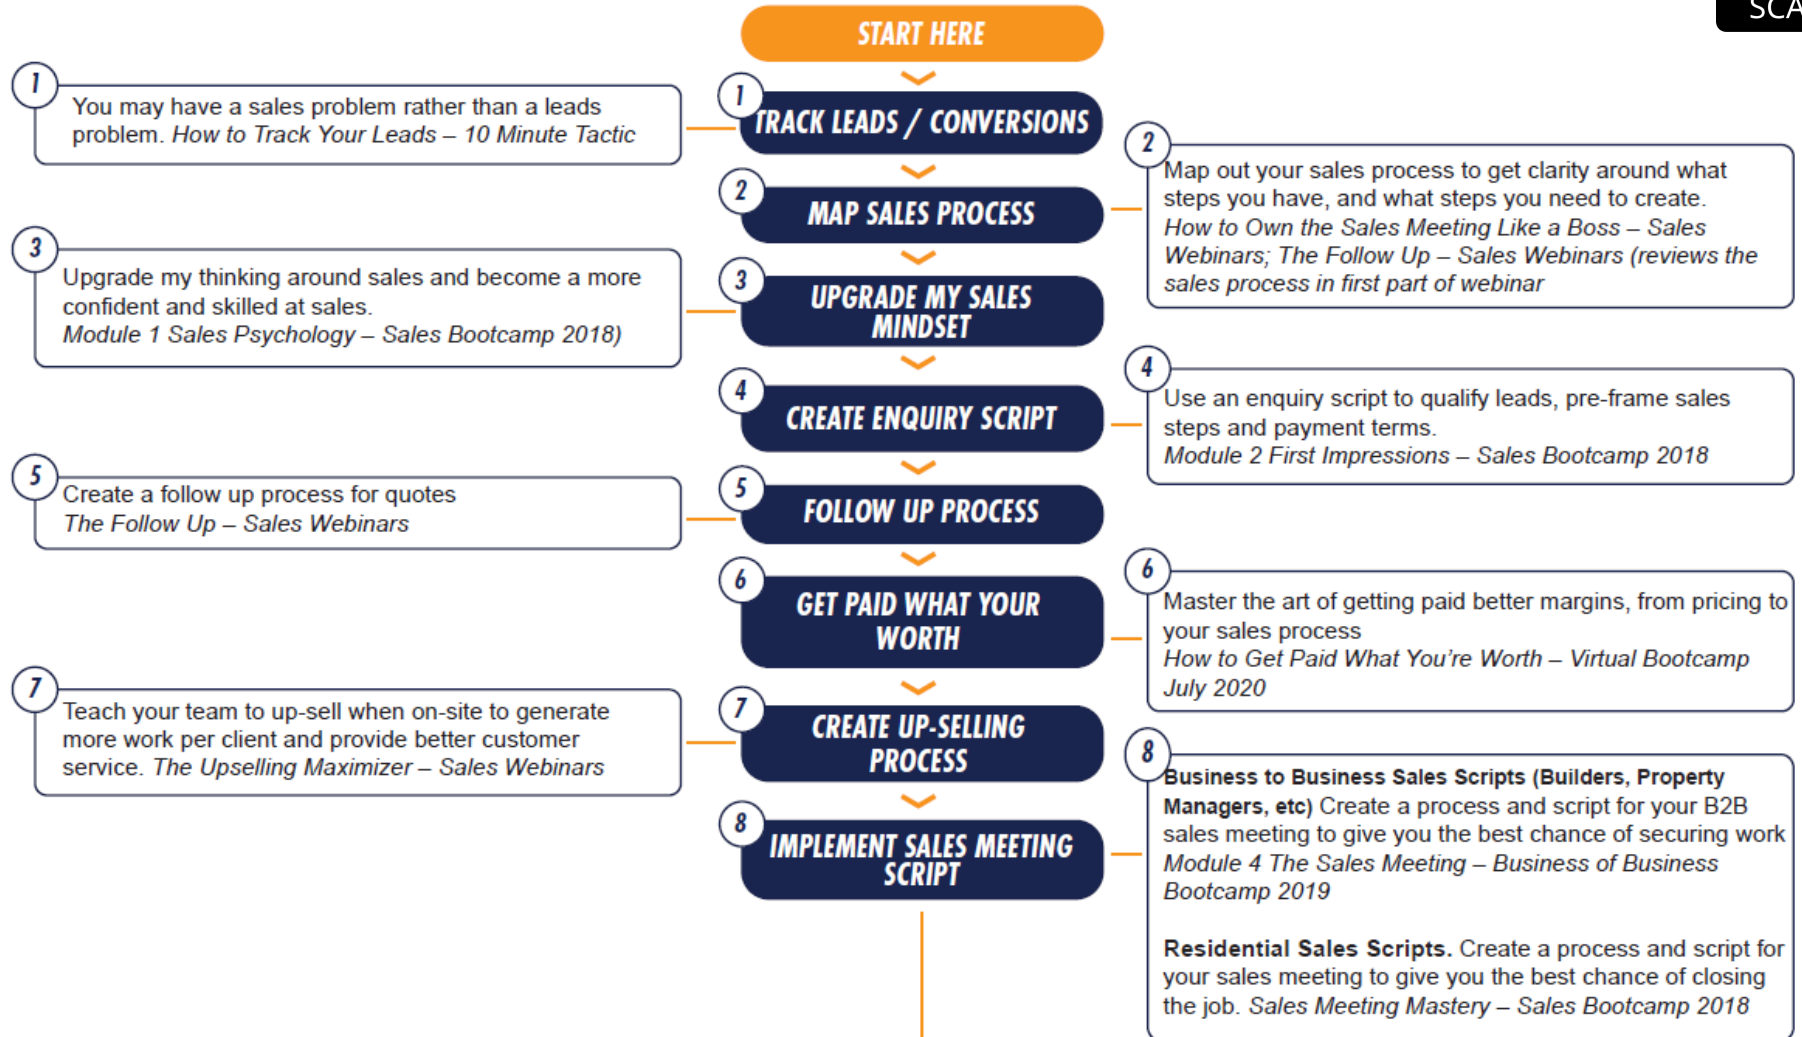 START HERE
SCA
1
You may have a sales problem rather than a leads
problem. How to Track Your Leads – 10 Minute Tactic
1
TRACK LEADS / CONVERSIONS
2
MAP SALES PROCESS
2
Map out your sales process to get clarity around what
steps you have, and what steps you need to create.
How to Own the Sales Meeting Like a Boss – Sales
Webinars; The Follow Up – Sales Webinars (reviews the
sales process in first part of webinar
3
Upgrade my thinking around sales and become a more
confident and skilled at sales.
Module 1 Sales Psychology – Sales Bootcamp 2018)
3
UPGRADE MY SALES
MINDSET
4
CREATE ENQUIRY SCRIPT
4
Use an enquiry script to qualify leads, pre-frame sales
steps and payment terms.
Module 2 First Impressions – Sales Bootcamp 2018
5
Create a follow up process for quotes
The Follow Up – Sales Webinars
5
FOLLOW UP PROCESS
6
GET PAID WHAT YOUR
WORTH
6
Master the art of getting paid better margins, from pricing to
your sales process
How to Get Paid What You're Worth – Virtual Bootcamp
July 2020
7
Teach your team to up-sell when on-site to generate
more work per client and provide better customer
service. The Upselling Maximizer – Sales Webinars
7
CREATE UP-SELLING
PROCESS
8
IMPLEMENT SALES MEETING
SCRIPT
8
Business to Business Sales Scripts (Builders, Property
Managers, etc) Create a process and script for your B2B
sales meeting to give you the best chance of securing work
Module 4 The Sales Meeting – Business of Business
Bootcamp 2019
Residential Sales Scripts. Create a process and script for
your sales meeting to give you the best chance of closing
the job. Sales Meeting Mastery – Sales Bootcamp 2018